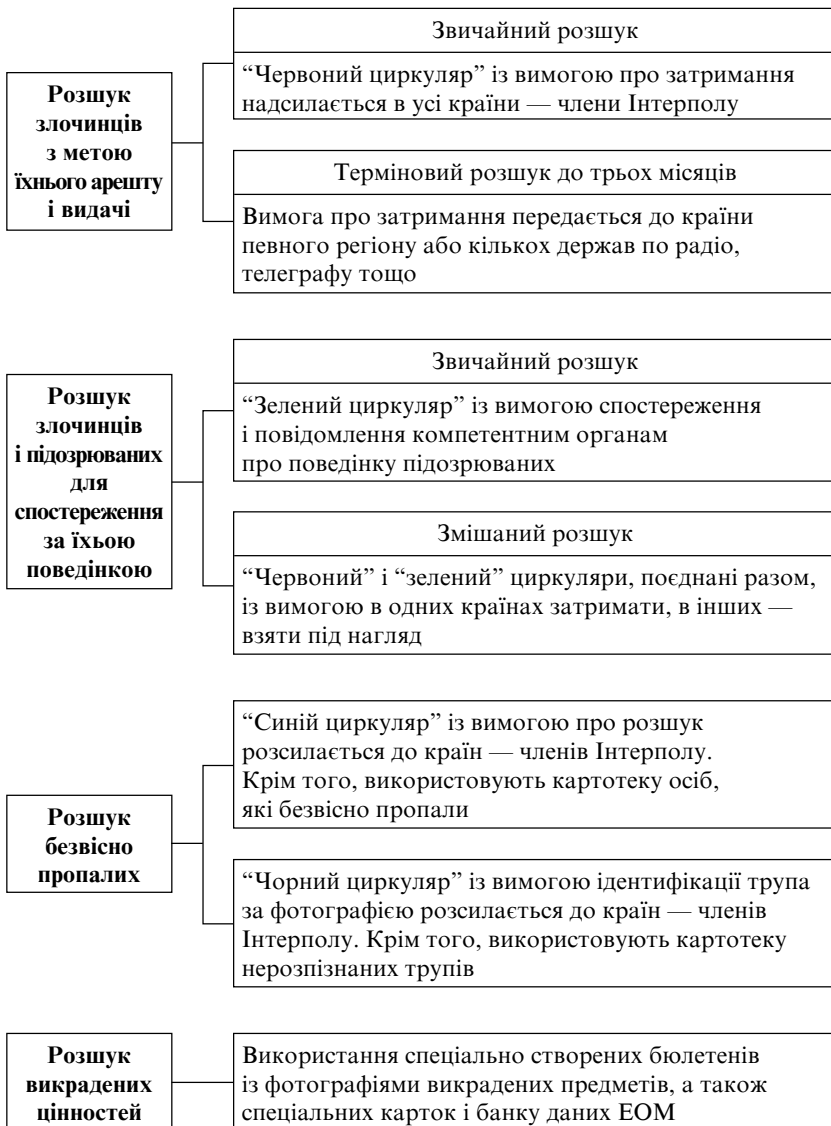 Розшук
злочинців
з метою
їхнього арешту
і видачі
Звичайний розшук
“Червоний циркуляр” із вимогою про затримання
надсилається в усі країни — члени Інтерполу
Терміновий розшук до трьох місяців
Вимога про затримання передається до країни
певного регіону або кількох держав по радіо,
телеграфу тощо
Розшук
злочинців
і підозрюваних
для
спостереження
за їхьою
поведінкою
Звичайний розшук
“Зелений циркуляр” із вимогою спостереження
і повідомлення компетентним органам
про поведінку підозрюваних
Змішаний розшук
“Червоний” і “зелений” циркуляри, поєднані разом,
із вимогою в одних країнах затримати, в інших —
взяти під нагляд
Розшук
безвісно
пропалих
“Синій циркуляр” із вимогою про розшук
розсилається до країн — членів Інтерполу.
Крім того, використовують картотеку осіб,
які безвісно пропали
“Чорний циркуляр” із вимогою ідентифікації трупа
за фотографією розсилається до країн — членів
Інтерполу. Крім того, використовують картотеку
нерозпізнаних трупів
Розшук
викрадених
цінностей
Використання спеціально створених бюлетенів
із фотографіями викрадених предметів, а також
спеціальних карток і банку даних ЕОМ